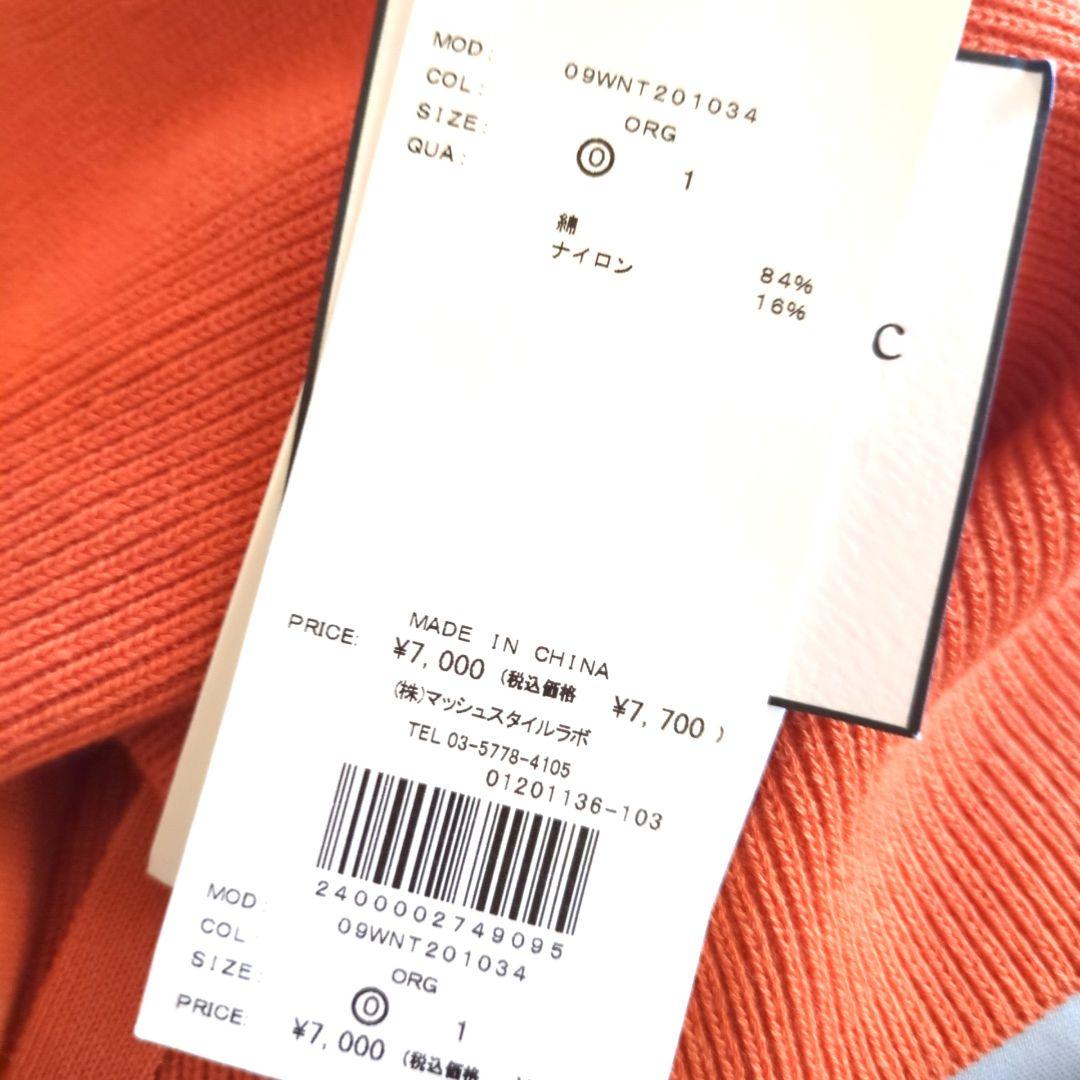 MOD: 09WNT201034
COL: ORG
SIZE: 0 1
QUA:
綿 84%
ナイロン 16%
C
MADE IN CHINA
PRICE: ¥7,000 (税込価格 ¥7,700 )
(株)マッシュスタイルラボ
TEL 03-5778-4105
01201136-103
2400002749095
MOD: 09WNT201034
COL: ORG
SIZE: 0 1
PRICE: ¥7,000 (税込価格